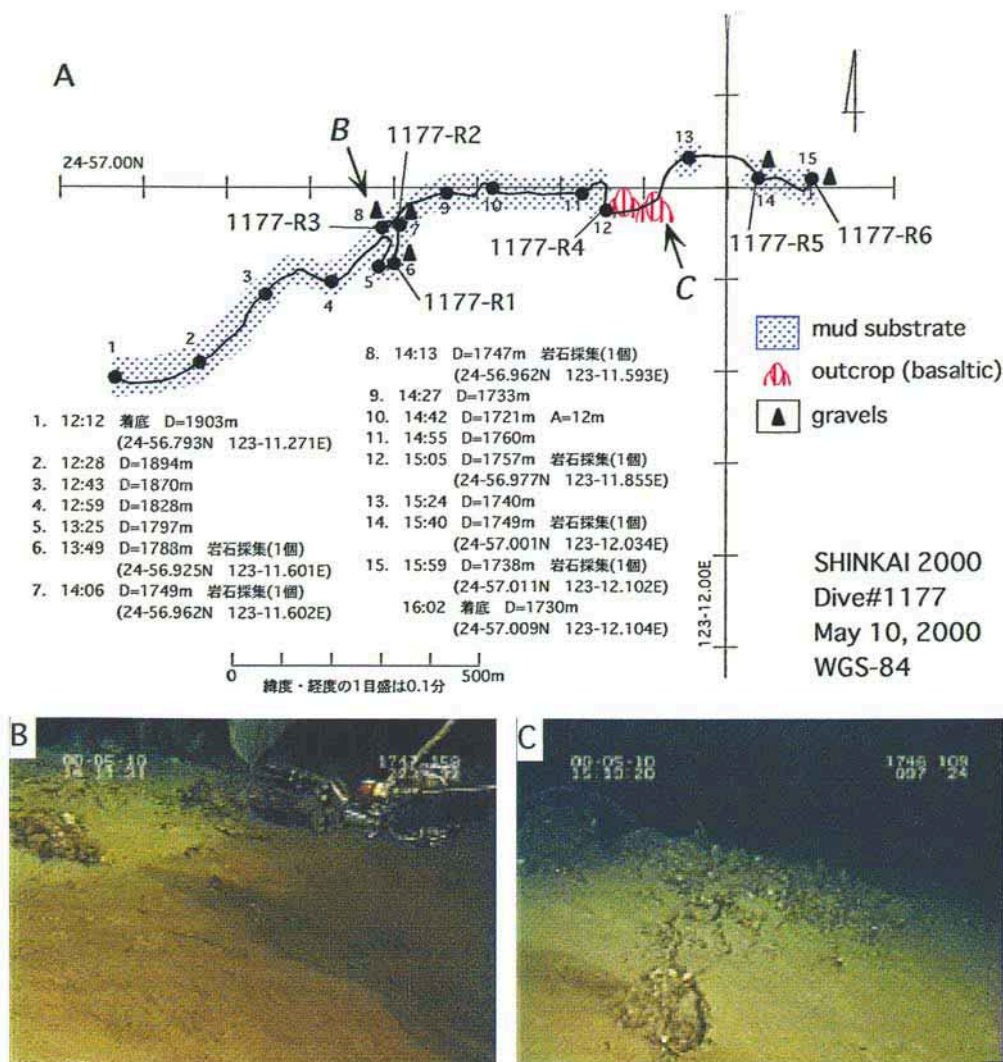 A
B
1177-R2
24-57.00N
13
15
1177-R3
8
9
10
11
14
7
12
1177-R4
1177-R5
1177-R6
3
5
6
C
4
1177-R1
2
1
mud substrate
outcrop (basaltic)
gravels
1. 12:12 着底 D=1903m
(24-56.793N 123-11.271E)
2. 12:28 D=1894m
3. 12:43 D=1870m
4. 12:59 D=1828m
5. 13:25 D=1797m
6. 13:49 D=1788m 岩石採集(1個)
(24-56.925N 123-11.601E)
7. 14:06 D=1749m 岩石採集(1個)
(24-56.962N 123-11.602E)
8. 14:13 D=1747m 岩石採集(1個)
(24-56.962N 123-11.593E)
9. 14:27 D=1733m
10. 14:42 D=1721m A=12m
11. 14:55 D=1760m
12. 15:05 D=1757m 岩石採集(1個)
(24-56.977N 123-11.855E)
13. 15:24 D=1740m
14. 15:40 D=1749m 岩石採集(1個)
(24-57.001N 123-12.034E)
15. 15:59 D=1738m 岩石採集(1個)
(24-57.011N 123-12.102E)
16:02 着底 D=1730m
(24-57.009N 123-12.104E)
123-12.00E
SHINKAI 2000
Dive#1177
May 10, 2000
WGS-84
0
500m
緯度・経度の1目盛は0.1分
B
00-05-10
C
00-05-10
1746 109
007 24